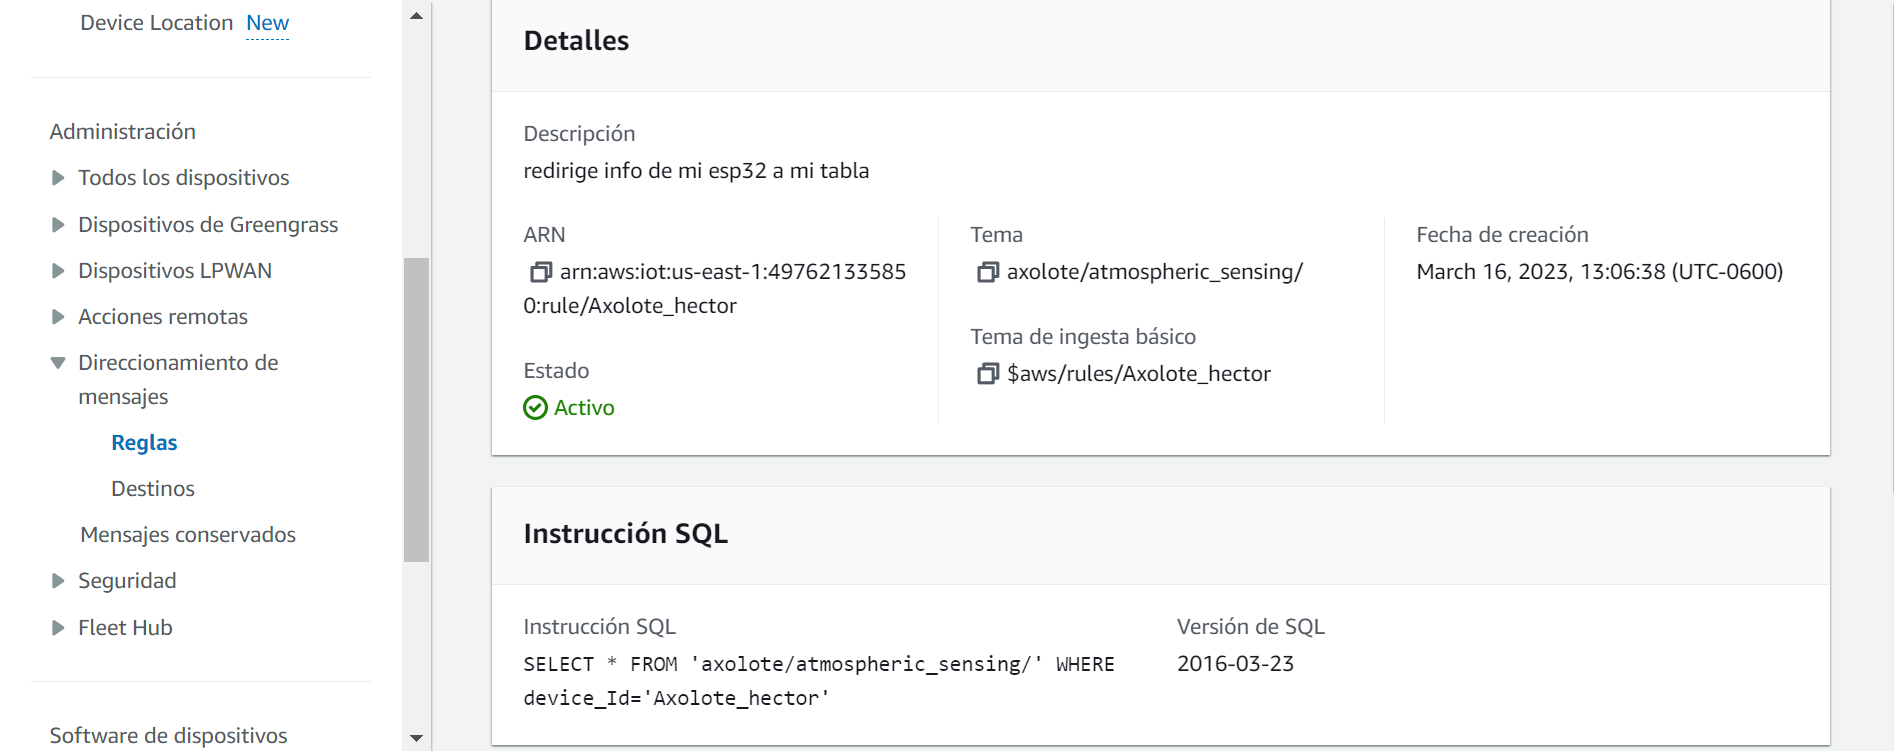 Device Location New
Administración
Todos los dispositivos
Dispositivos de Greengrass
Dispositivos LPWAN
Acciones remotas
Direccionamiento de
mensajes
Reglas
Destinos
Mensajes conservados
Seguridad
Fleet Hub
Software de dispositivos
Detalles
Descripción
redirige info de mi esp32 a mi tabla
ARN
arn:aws:iot:us-east-1:49762133585
0:rule/Axolote_hector
Estado
Activo
Tema
axolote/atmospheric_sensing/
Tema de ingesta básico
$aws/rules/Axolote_hector
Fecha de creación
March 16, 2023, 13:06:38 (UTC-0600)
Instrucción SQL
Instrucción SQL
SELECT * FROM 'axolote/atmospheric_sensing/' WHERE
device_Id='Axolote_hector'
Versión de SQL
2016-03-23